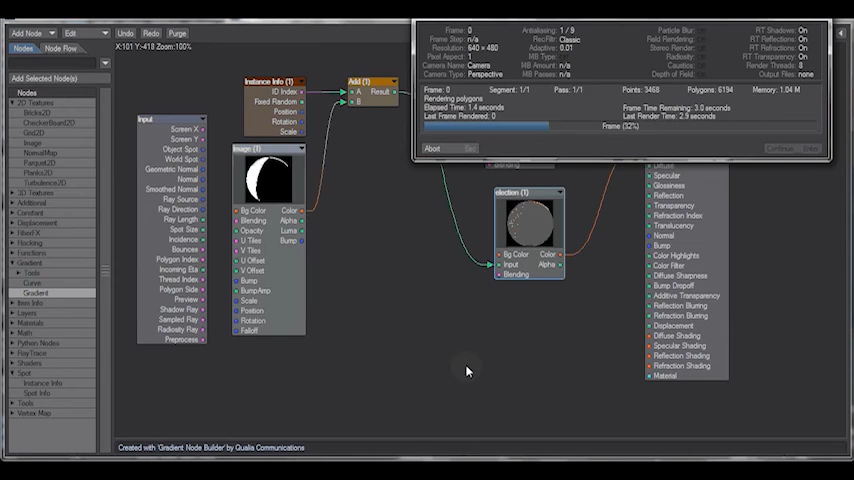 Add Node
Edit
Undo
Redo
Purge
Nodes
Node Flow
X:101 Y:-418 Zoom:100%
Add Selected Node(s)
Nodes
2D Textures
Bricks2D
CheckerBoard2D
Grid2D
Image
NormalMap
Parquet2D
Planks2D
Turbulence2D
3D Textures
Additional
Constant
Displacement
FiberFX
Flocking
Functions
Gradient
Tools
Curve
Gradient
Item Info
Layers
Materials
Math
Python Nodes
RayTrace
Shaders
Spot
Instance Info
Spot Info
Tools
Vertex Map
Input
Screen X
Screen Y
Object Spot
World Spot
Geometric Normal
Normal
Smoothed Normal
Ray Source
Ray Direction
Ray Length
Spot Size
Incidence
Bounces
Polygon Index
Incoming Eta
Thread Index
Polygon Side
Preview
Shadow Ray
Sampled Ray
Radiosity Ray
Preprocess
Instance Info (1)
ID Index
Fixed Random
Position
Rotation
Scale
Image (1)
Bg Color
Color
Blending
Alpha
Opacity
Luma
U Tiles
Bump
V Tiles
U Offset
V Offset
Bump
BumpAmp
Scale
Position
Rotation
Falloff
Add (1)
A
Result
B
Frame: 0
Frame Step: n/a
Resolution: 640 × 480
Pixel Aspect: 1
Camera Name: Camera
Camera Type: Perspective
Antialiasing: 1 / 9
RecFilter: Classic
Adaptive: 0.01
MB Type:
MB Amount: n/a
MB Passes: n/a
Particle Blur:
Field Rendering:
Stereo Render:
Radiosity:
Caustics:
Depth of Field:
RT Shadows: On
RT Reflections: On
RT Refractions: On
RT Transparency: On
Render Threads: 8
Output Files: none
Frame: 0
Segment: 1/1
Pass: 1/1
Points: 3468
Polygons: 6194
Memory: 1.04 M
Rendering polygons
Elapsed Time: 1.4 seconds
Frame Time Remaining: 3.0 seconds
Last Frame Rendered: 0
Last Render Time: 2.9 seconds
Frame (32%)
Abort
Continue
Blending
election (1)
Bg Color
Color
Input
Alpha
Blending
Diffuse
Specular
Glossiness
Reflection
Transparency
Refraction Index
Translucency
Normal
Bump
Color Highlights
Color Filter
Diffuse Sharpness
Bump Dropoff
Additive Transparency
Reflection Blurring
Refraction Blurring
Displacement
Diffuse Shading
Specular Shading
Reflection Shading
Refraction Shading
Material
Created with 'Gradient Node Builder' by Qualia Communications